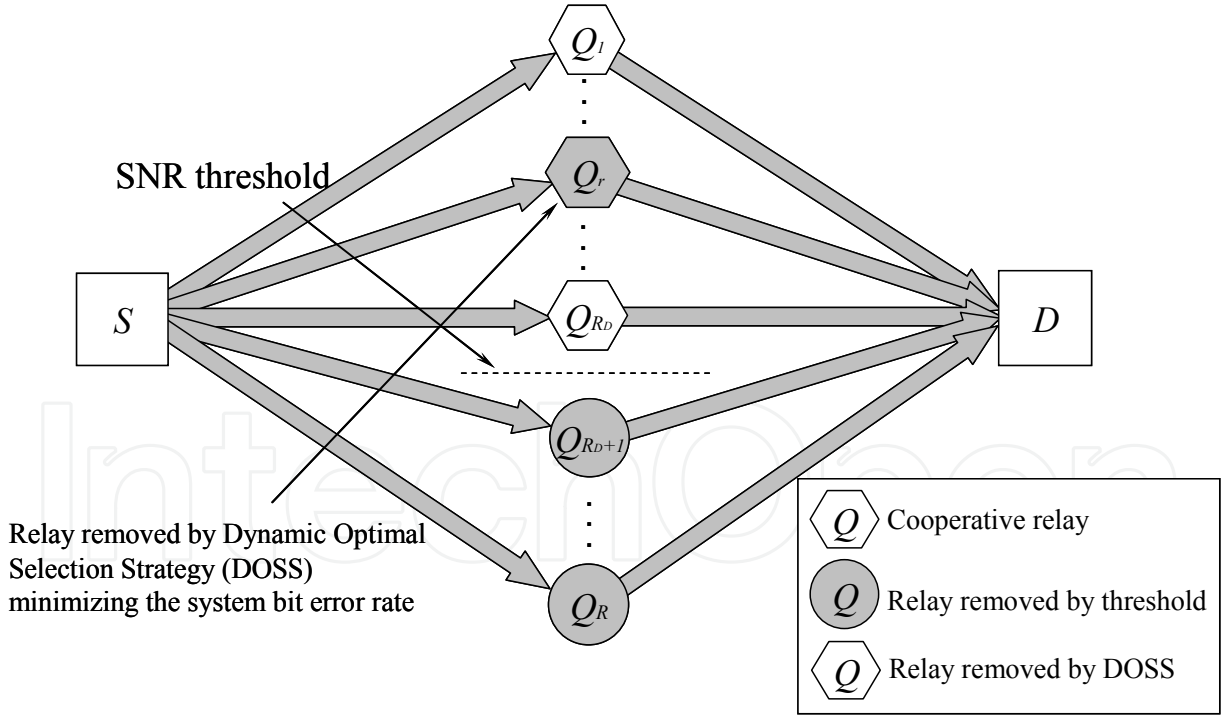 Q1
SNR threshold
Qr
S
QRD
D
QRD+1
IntechOpen
Relay removed by Dynamic Optimal
Selection Strategy (DOSS)
minimizing the system bit error rate
QR
Q Cooperative relay
Q Relay removed by threshold
Q Relay removed by DOSS